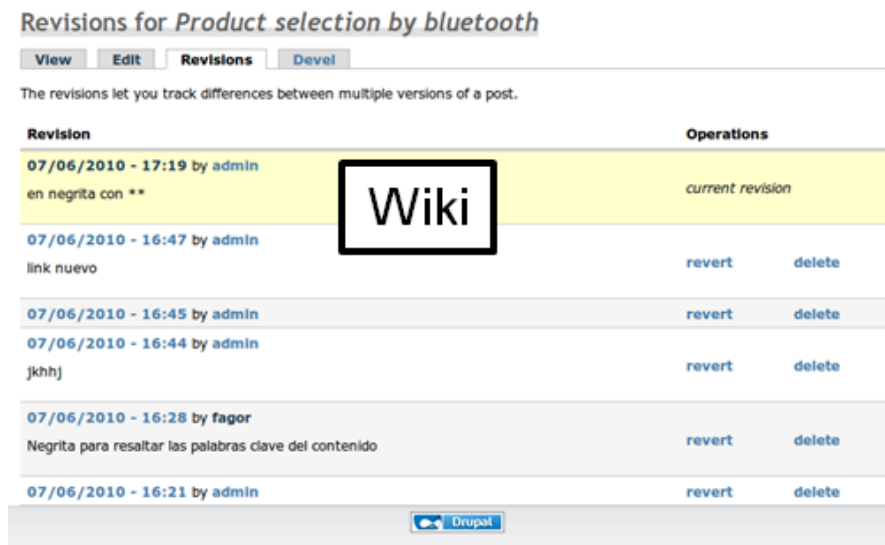 Revisions for Product selection by bluetooth
View Edit Revisions Devel
The revisions let you track differences between multiple versions of a post.
Revision Operations
07/06/2010 - 17:19 by admin
en negrita con **
current revision
Wiki
07/06/2010 - 16:47 by admin
link nuevo
revert delete
07/06/2010 - 16:45 by admin revert delete
07/06/2010 - 16:44 by admin
jkhhj
revert delete
07/06/2010 - 16:28 by fagor
Negrita para resaltar las palabras clave del contenido
revert delete
07/06/2010 - 16:21 by admin revert delete
Drupal